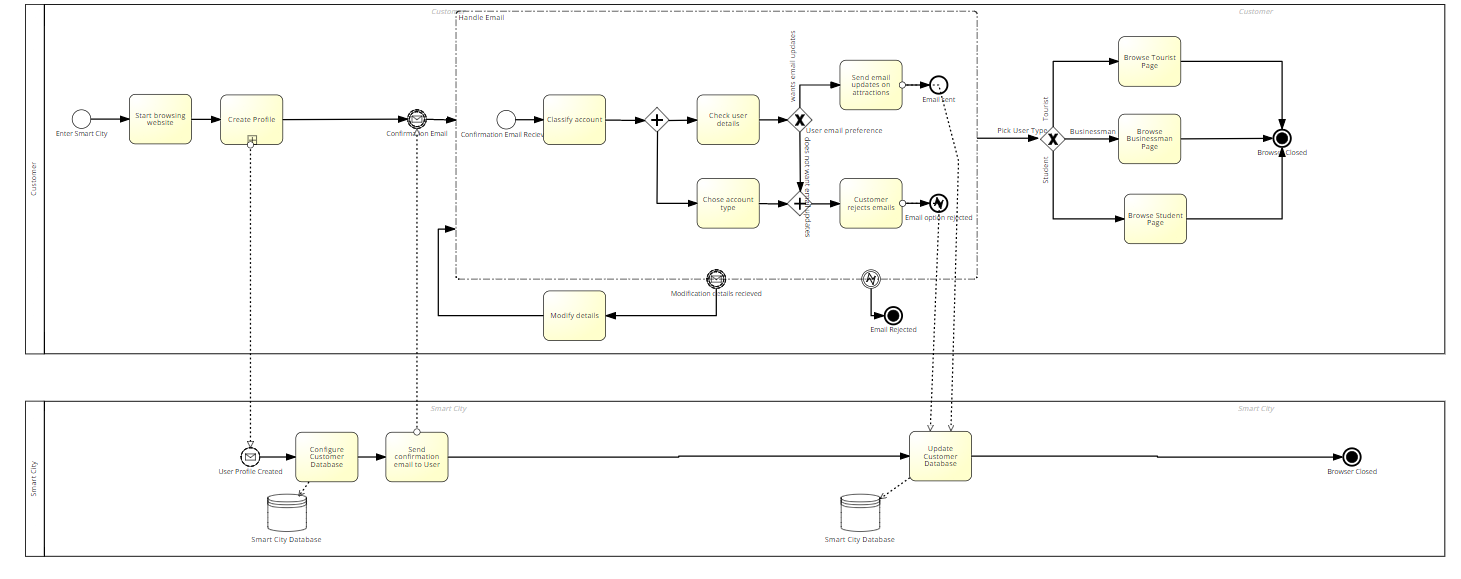 Customer
Customer
Customer
Handle Email
Enter Smart City
Start browsing
website
Create Profile
Confirmation Email
Confirmation Email Reciev
Classify account
Check user
details
Chose account
type
wants email updates
User email preference
does not want email updates
Send email
updates on
attractions
Email sent
Customer
rejects emails
Email option rejected
Modification details recieved
Modify details
Email Rejected
Pick User Type
Tourist
Businessman
Student
Browse Tourist
Page
Browse
Businessman
Page
Browse Student
Page
Browser Closed
Smart City
Smart City
Smart City
User Profile Created
Configure
Customer
Database
Send
confirmation
email to User
Smart City Database
Update
Customer
Database
Smart City Database
Browser Closed